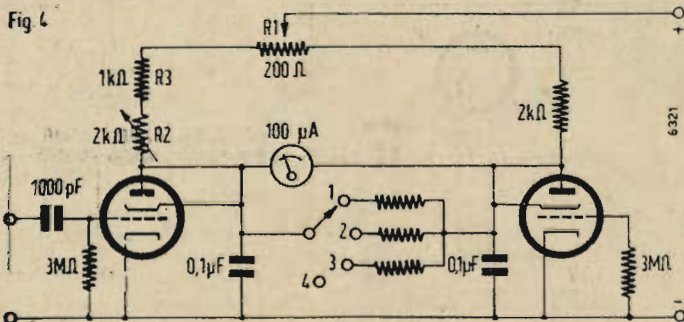 Fig. 4
R1
200 Ω
+
1kΩ R3
2kΩ R2
2kΩ
6321
100 µA
1000 pF
1
2
3
4
3MΩ
0,1µF
0,1µF
3MΩ
-